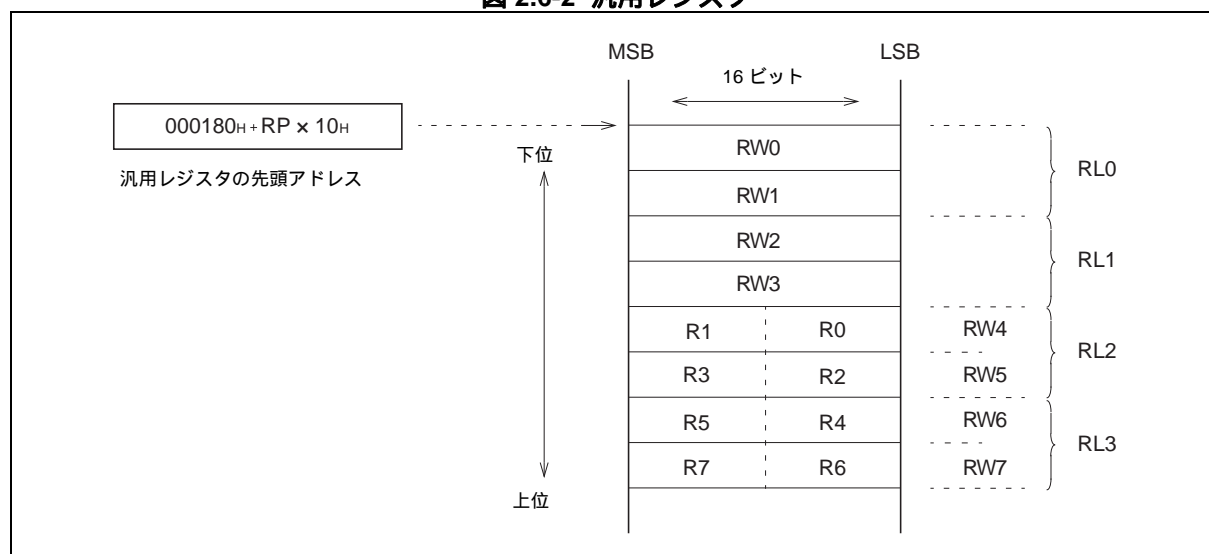 図 2.6-2 汎用レジスタ
MSB
LSB
16 ビット
000180H + RP × 10H
汎用レジスタの先頭アドレス
下位
上位
RW0
RW1
RW2
RW3
R1 R0 RW4
R3 R2 RW5
R5 R4 RW6
R7 R6 RW7
RL0
RL1
RL2
RL3